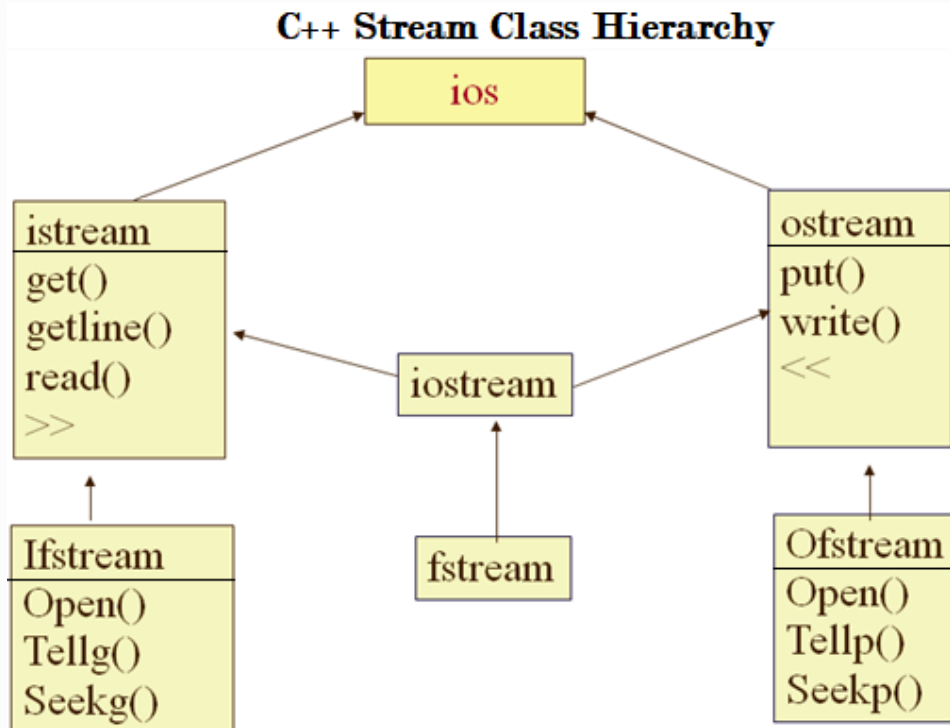 C++ Stream Class Hierarchy
ios
istream
get()
getline()
read()
>>
ostream
put()
write()
<<
iostream
Ifstream
Open()
Tellg()
Seekg()
fstream
Ofstream
Open()
Tellp()
Seekp()